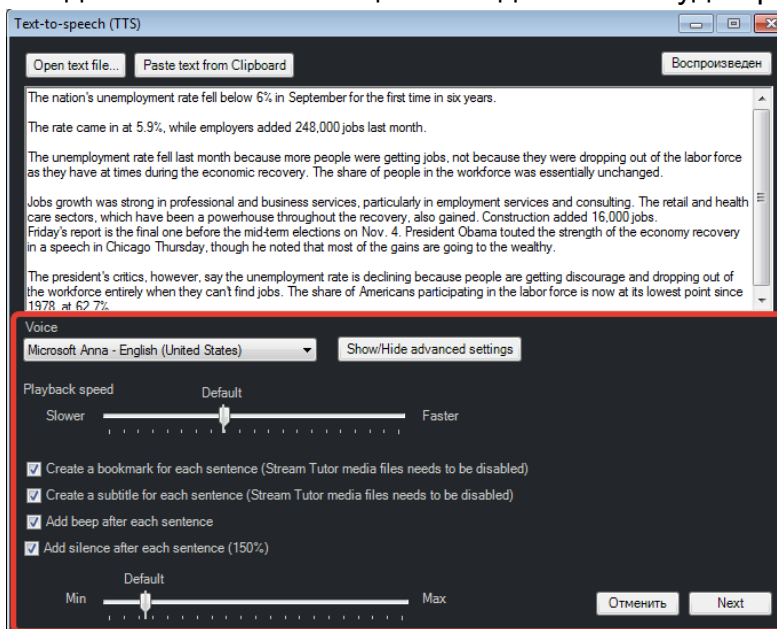 Text-to-speech (TTS)
Open text file...
Paste text from Clipboard
Воспроизведен
The nation's unemployment rate fell below 6% in September for the first time in six years.
The rate came in at 5.9%, while employers added 248,000 jobs last month.
The unemployment rate fell last month because more people were getting jobs, not because they were dropping out of the labor force
as they have at times during the economic recovery. The share of people in the workforce was essentially unchanged.
Jobs growth was strong in professional and business services, particularly in employment services and consulting. The retail and health
care sectors, which have been a powerhouse throughout the recovery, also gained. Construction added 16,000 jobs.
Friday's report is the final one before the mid-term elections on Nov. 4. President Obama touted the strength of the economy recovery
in a speech in Chicago Thursday, though he noted that most of the gains are going to the wealthy.
The president's critics, however, say the unemployment rate is declining because people are getting discourage and dropping out of
the workforce entirely when they can't find jobs. The share of Americans participating in the labor force is now at its lowest point since
1978, at 62.7%.
Voice
Microsoft Anna - English (United States)
Show/Hide advanced settings
Playback speed
Default
Slower
Faster
Create a bookmark for each sentence (Stream Tutor media files needs to be disabled)
Create a subtitle for each sentence (Stream Tutor media files needs to be disabled)
Add beep after each sentence
Add silence after each sentence (150%)
Default
Min
Max
Отменить
Next